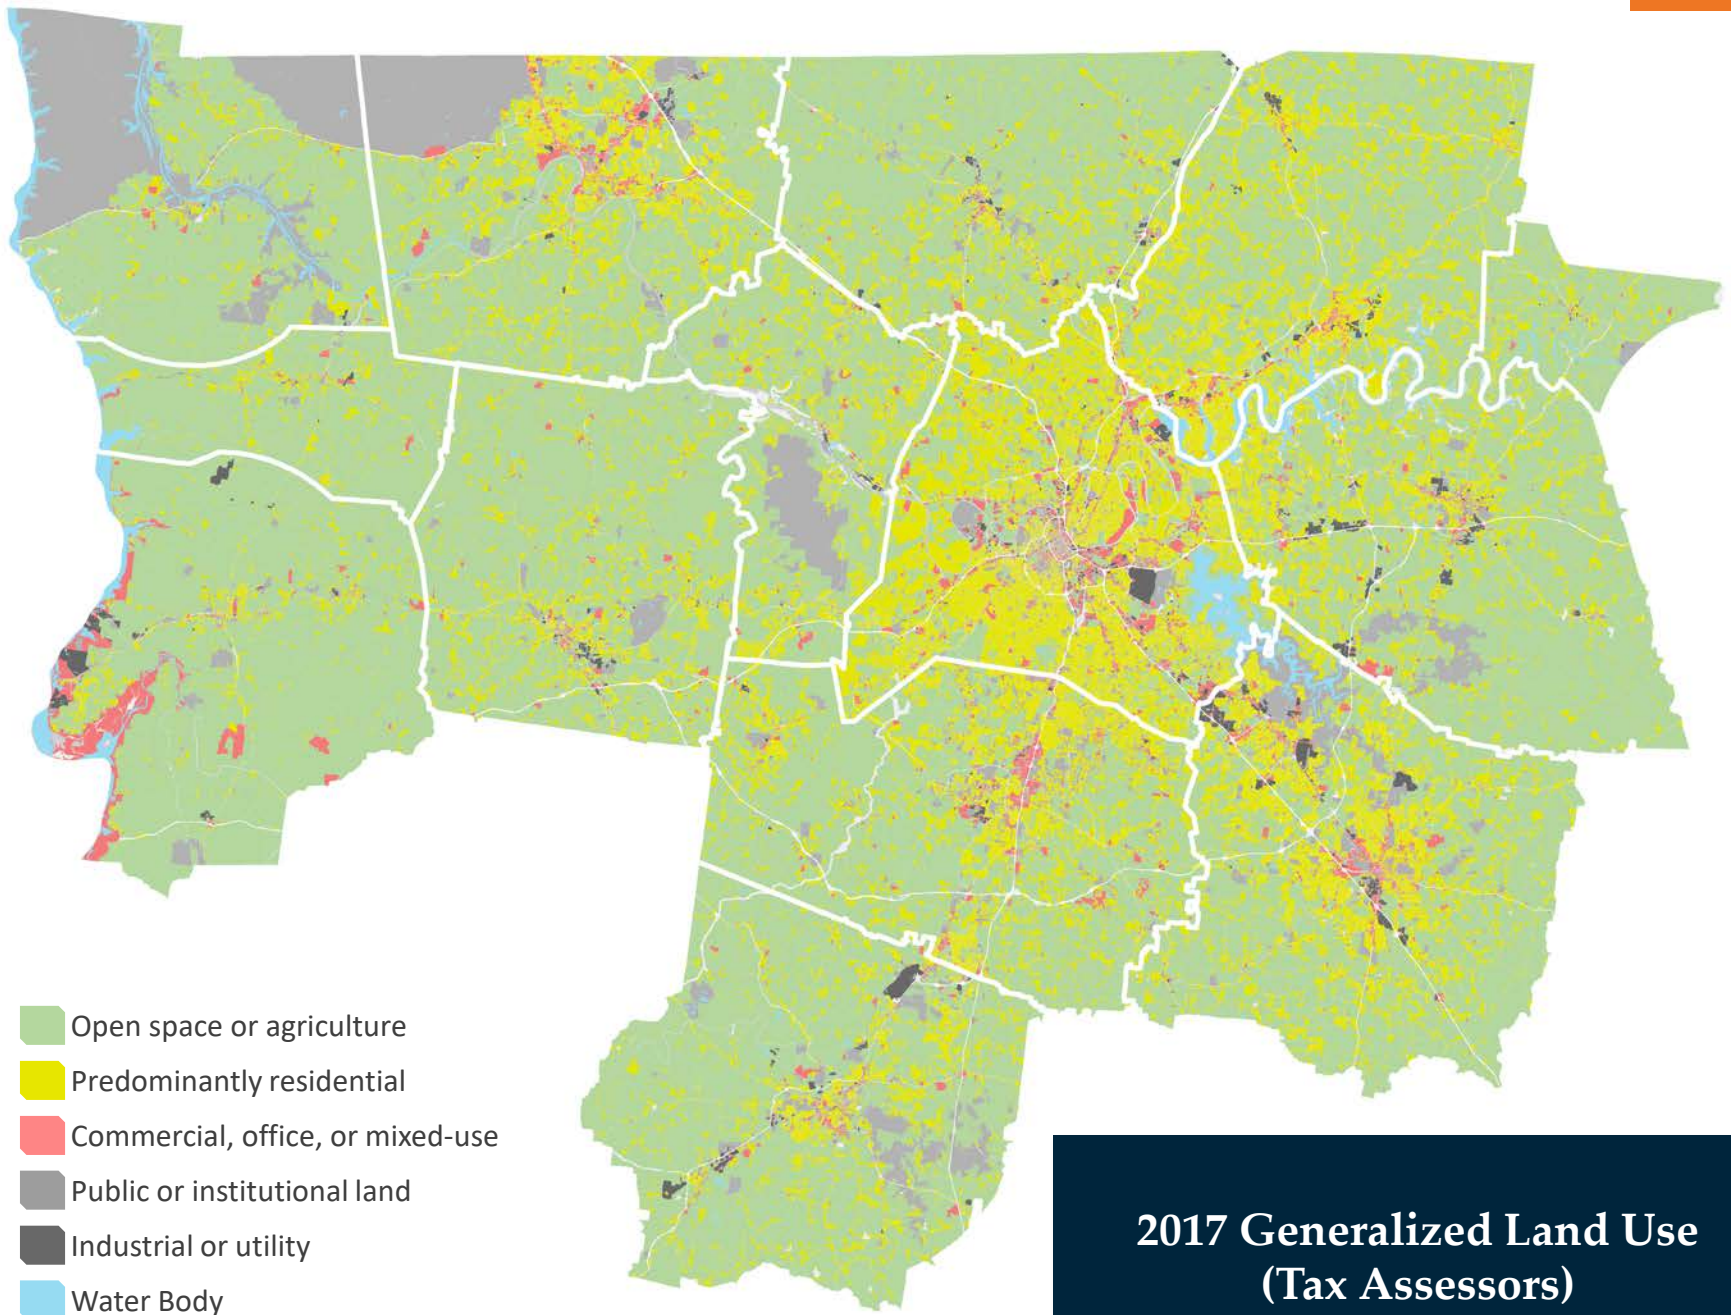 Open space or agriculture
Predominantly residential
Commercial, office, or mixed-use
Public or institutional land
Industrial or utility
Water Body
2017 Generalized Land Use
(Tax Assessors)